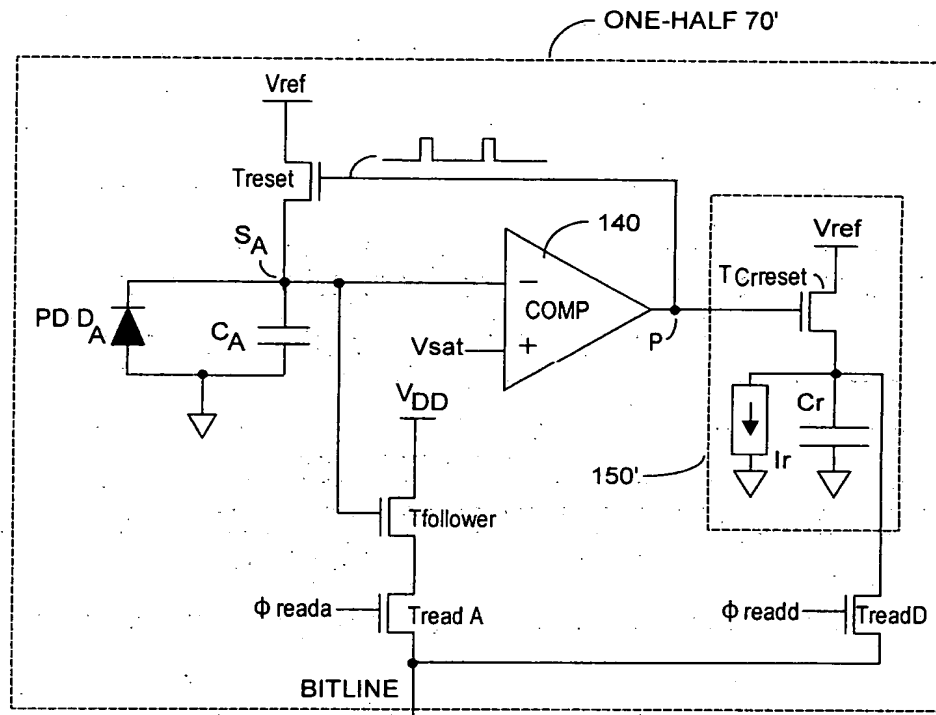 ONE-HALF 70'
Vref
Treset
140
Vref
TCrreset
SA
COMP
PD DA
CA
Vsat
P
VDD
Cr
Ir
150'
Tfollower
Φ reada
Tread A
Φ readd
TreadD
BITLINE